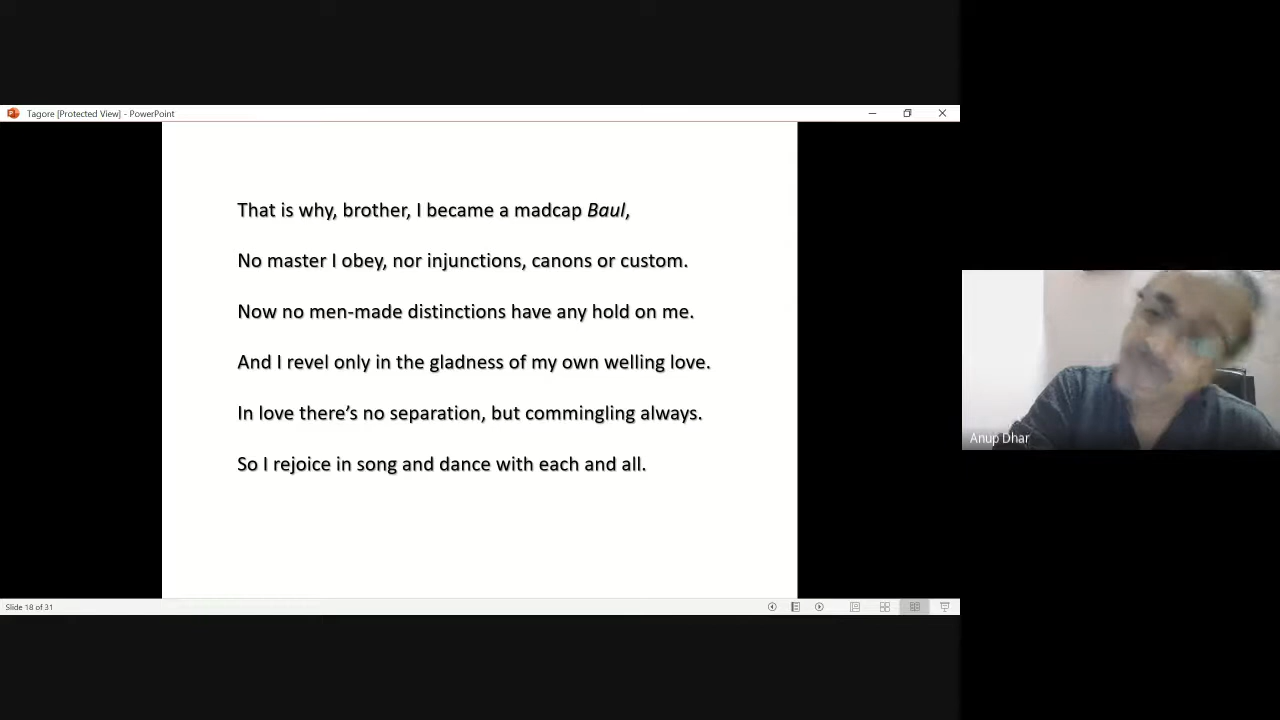 Tagore [Protected View] - PowerPoint
That is why, brother, I became a madcap Baul,
No master I obey, nor injunctions, canons or custom.
Now no men-made distinctions have any hold on me.
And I revel only in the gladness of my own welling love.
In love there’s no separation, but commingling always.
So I rejoice in song and dance with each and all.
Anup Dhar
Slide 18 of 31